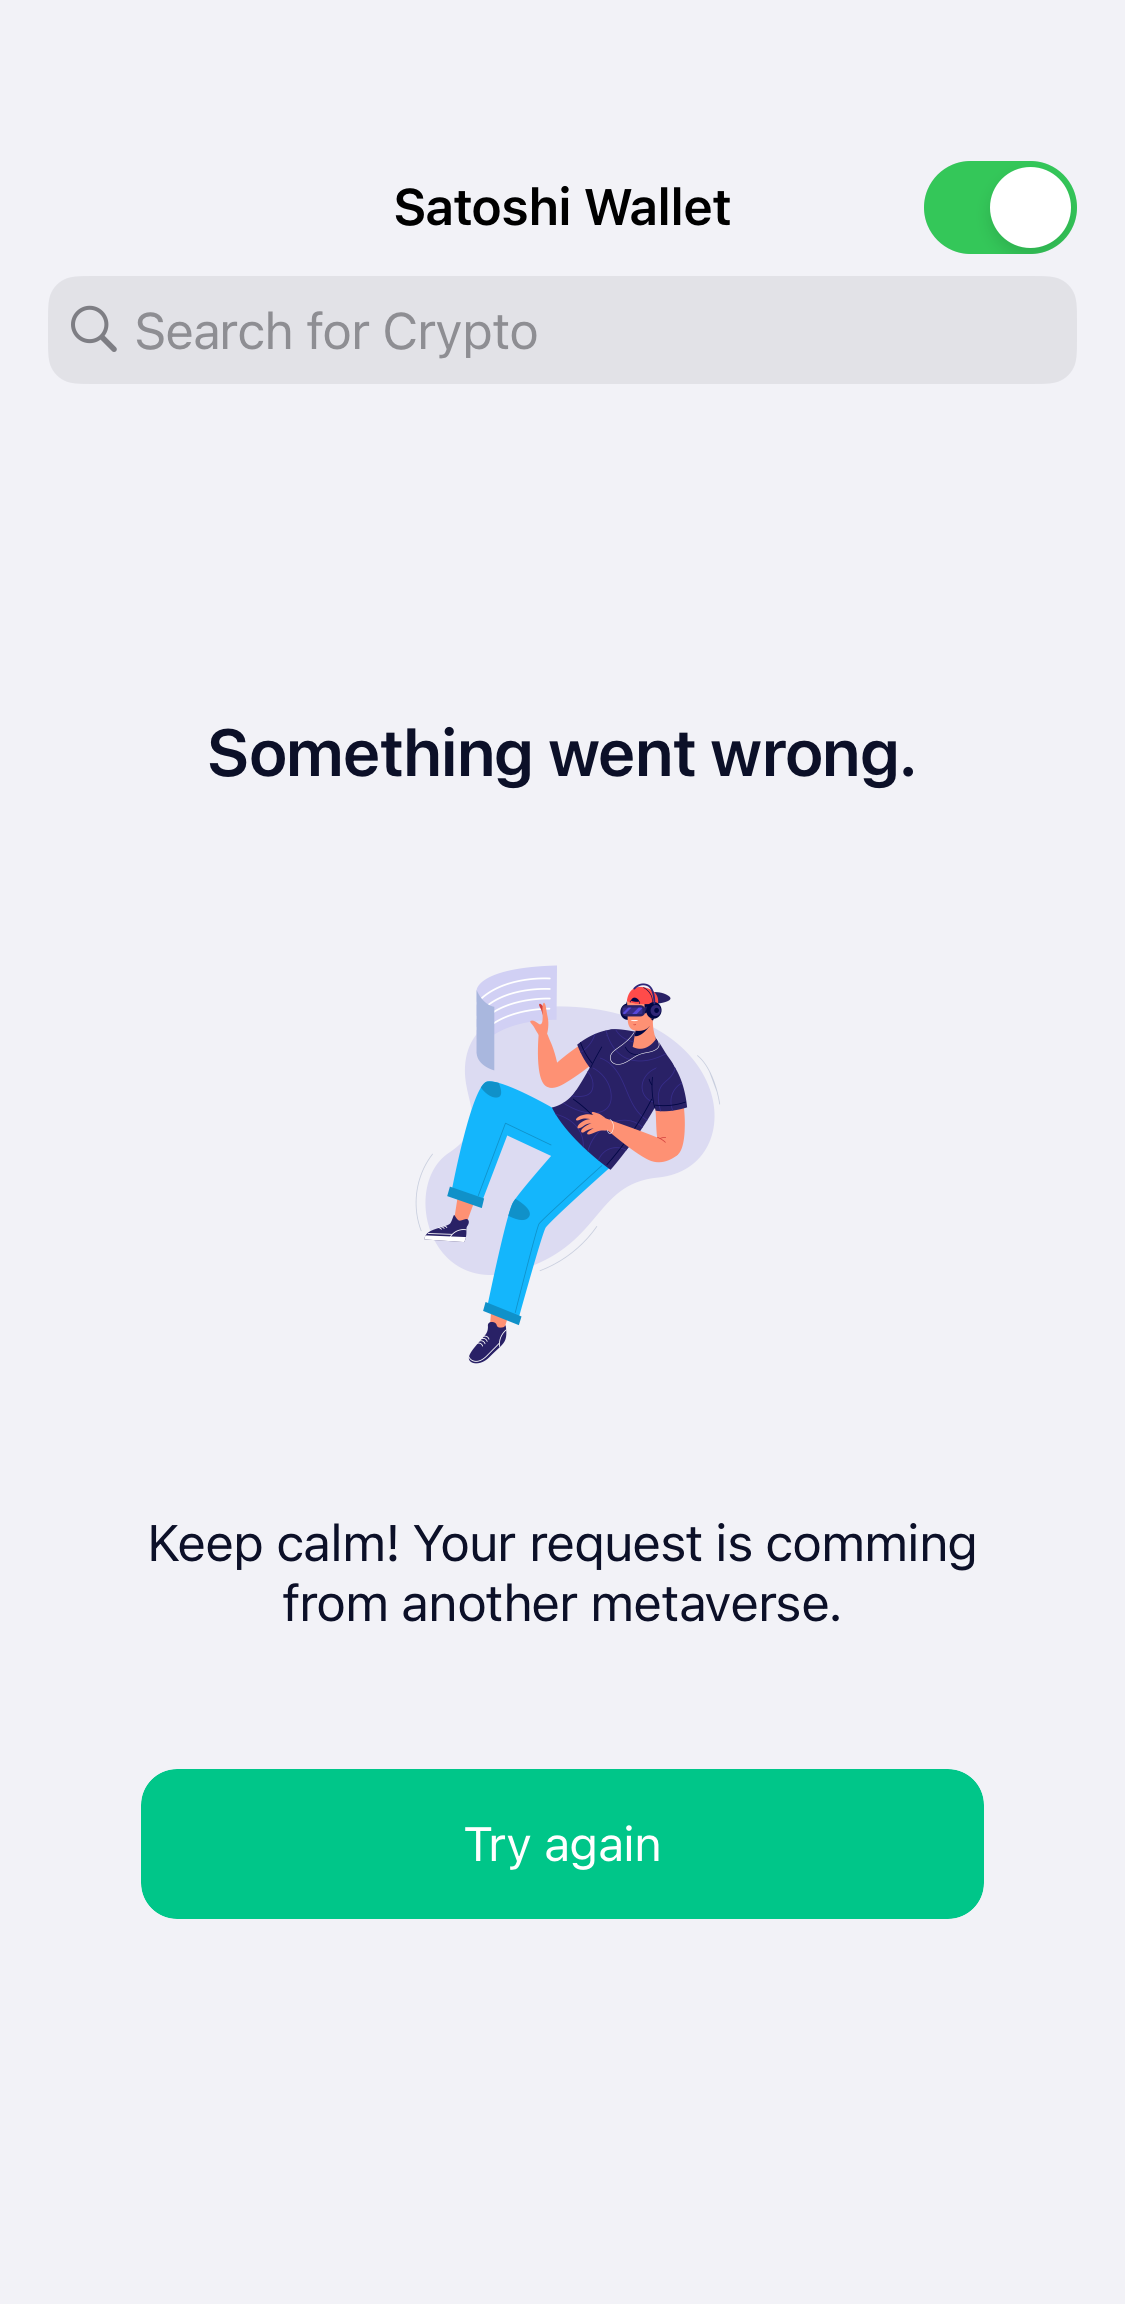 Satoshi Wallet
Search for Crypto
Something went wrong.
Keep calm! Your request is comming
from another metaverse.
Try again